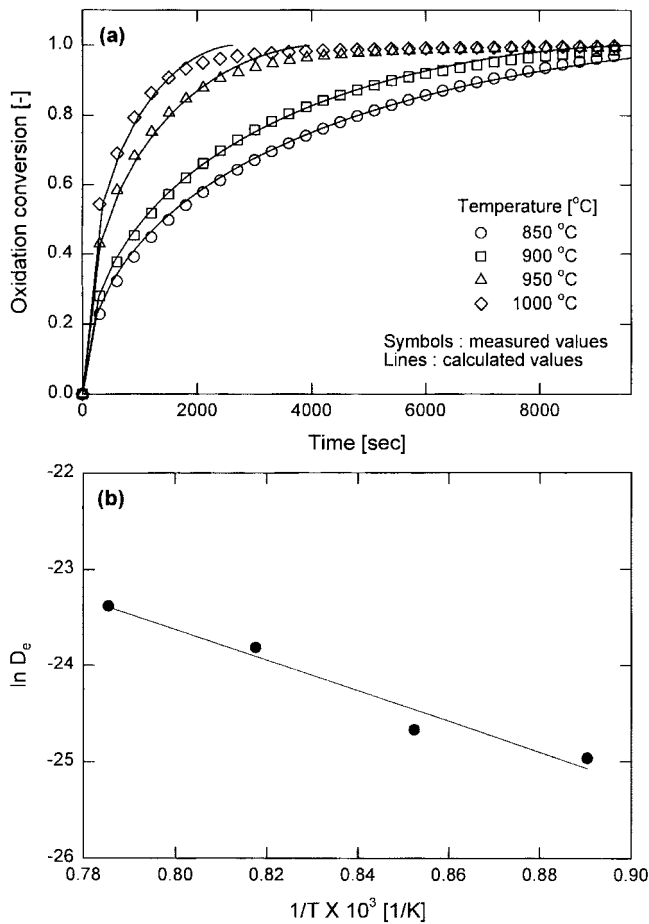 (a)
1.0
0.8
0.6
0.4
0.2
0.0
Oxidation conversion [-]
Temperature [°C]
850 °C
900 °C
950 °C
1000 °C
Symbols : measured values
Lines : calculated values
0 2000 4000 6000 8000
Time [sec]
(b)
-22
-23
-24
-25
-26
ln De
0.78 0.80 0.82 0.84 0.86 0.88 0.90
1/T X 10³ [1/K]